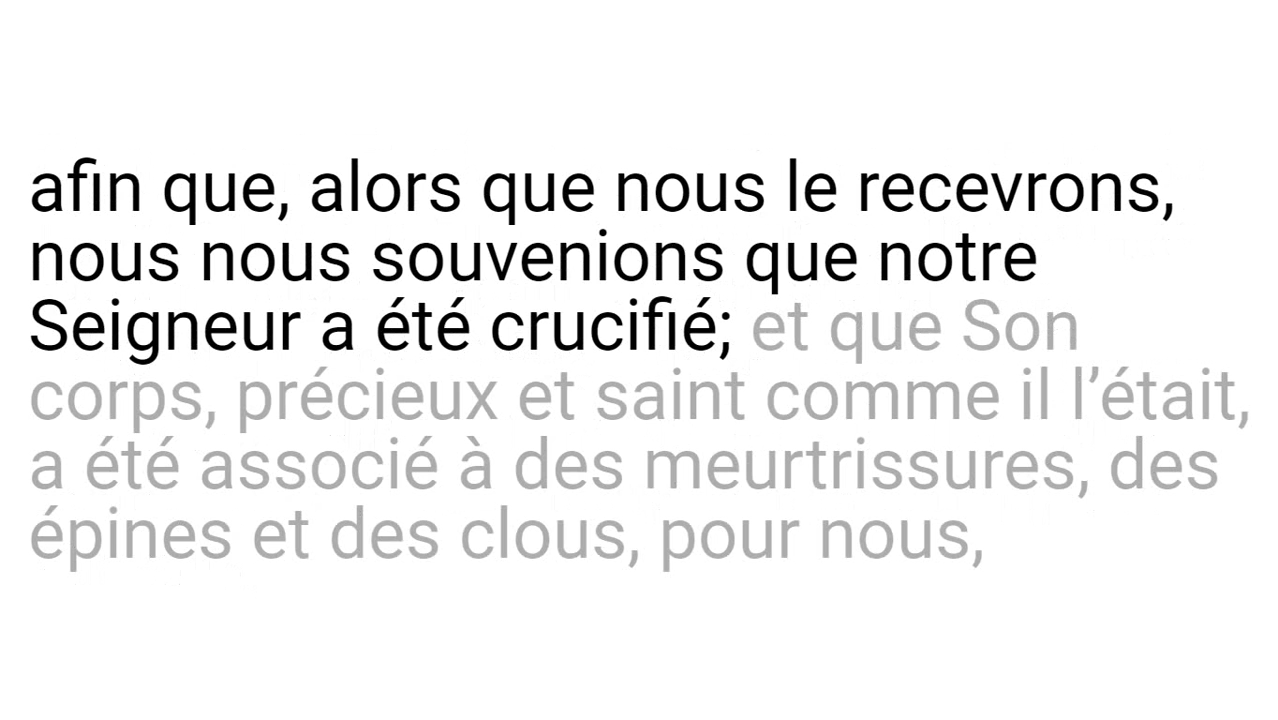 afin que, alors que nous le recevrons,
nous nous souvenions que notre
Seigneur a été crucifié; et que Son
corps, précieux et saint comme il l’était,
a été associé à des meurtrissures, des
épines et des clous, pour nous,